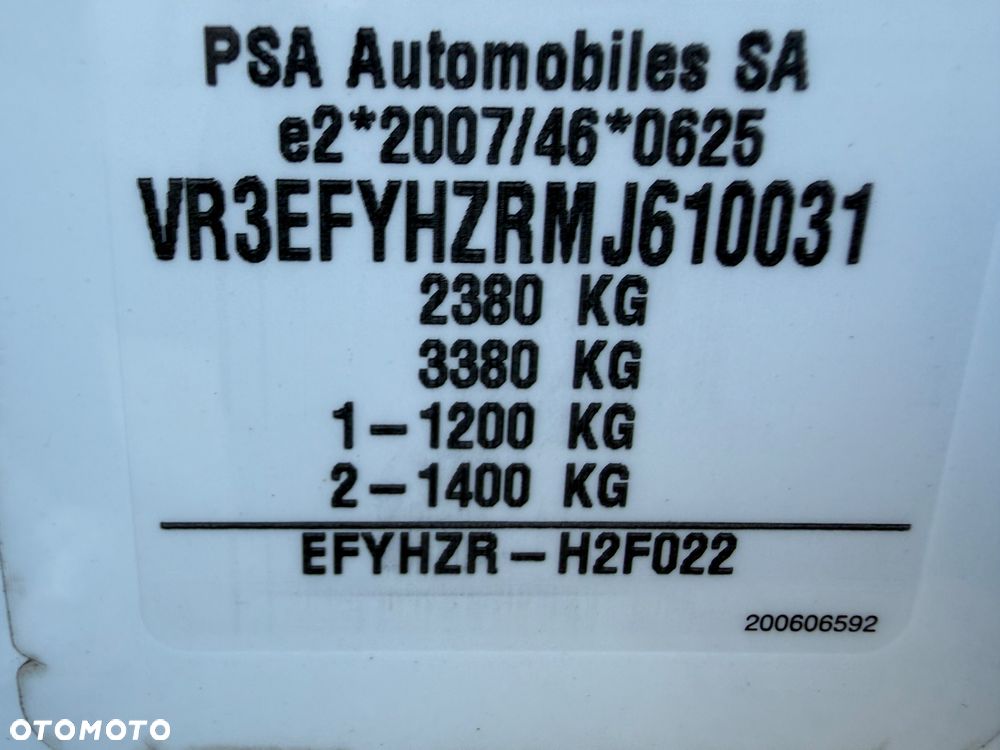 PSA Automobiles SA
e2*2007/46*0625
VR3EFYHZRMJ610031
2380 KG
3380 KG
1-1200 KG
2-1400 KG
EFYHZR-H2F022
200606592
OTOMOTO